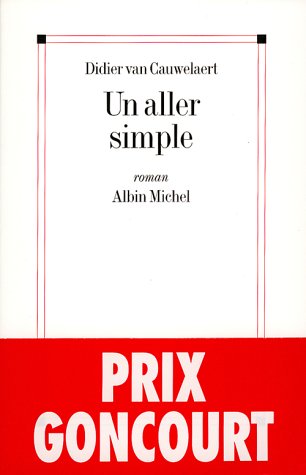 Didier van Cauwelaert
Un aller
simple
roman
Albin Michel
PRIX
GONCOURT